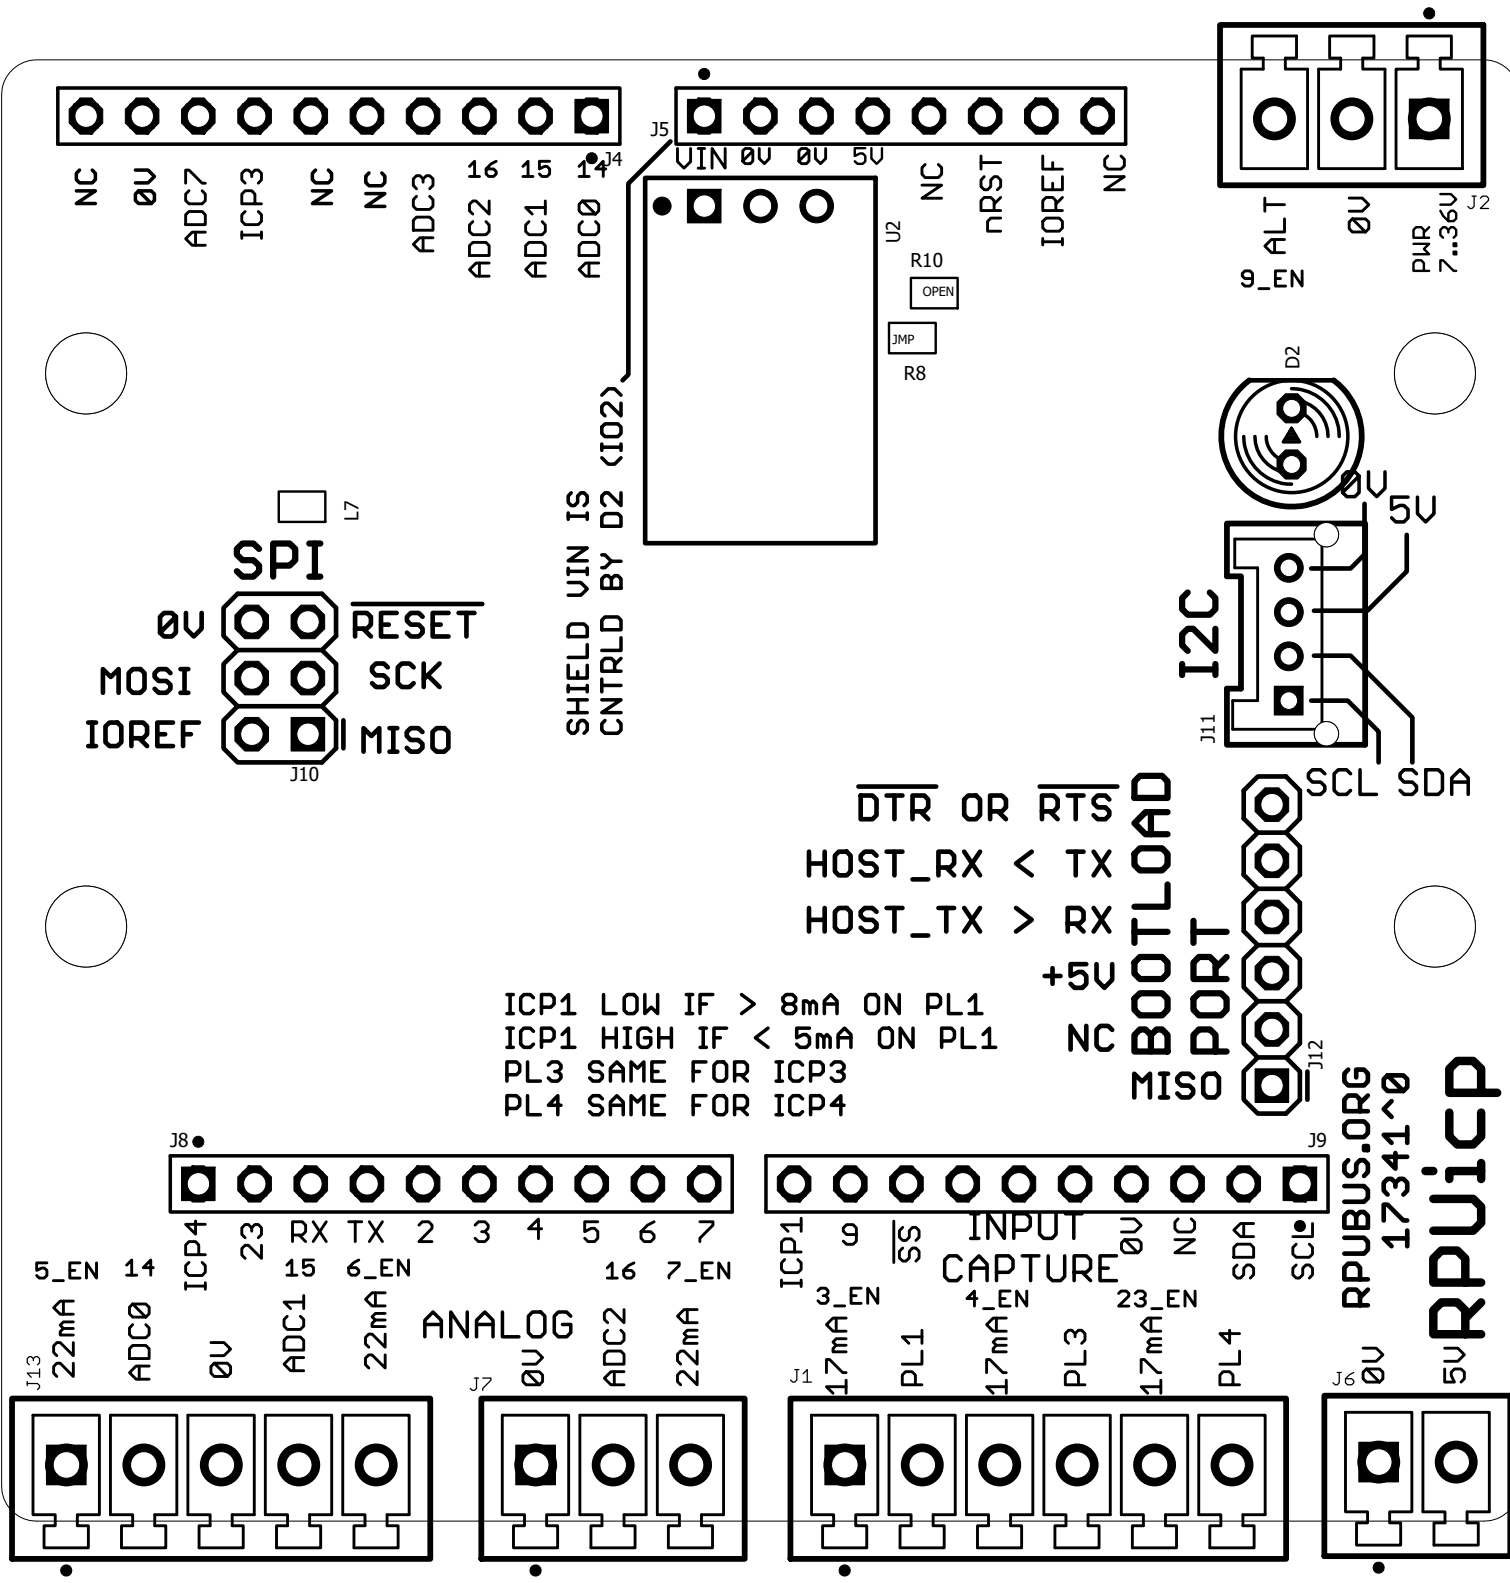 J5
J4
VIN
0V
0V
5V
NC
nRST
IOREF
NC
NC
0V
ADC7
ICP3
NC
NC
ADC3
16
ADC2
15
ADC1
14
ADC0
J2
ALT
9_EN
0V
PWR
7..36V
U2
R10
OPEN
JMP
R8
D2
SHIELD VIN IS
CNTRLD BY D2 (IO2)
L7
SPI
0V
RESET
MOSI
SCK
IOREF
MISO
J10
0V
5V
I2C
J11
SCL SDA
DTR OR RTS
HOST_RX < TX
HOST_TX > RX
+5V
NC
MISO
BOOTLOAD
PORT
J12
ICP1 LOW IF > 8mA ON PL1
ICP1 HIGH IF < 5mA ON PL1
PL3 SAME FOR ICP3
PL4 SAME FOR ICP4
RPUBUS.ORG
17341^0
RPUicp
J8
J9
ICP4
23
RX
TX
2
3
4
5
6
7
ICP1
9
SS
INPUT
CAPTURE
0V
NC
SDA
SCL
5_EN
14
15
6_EN
16
7_EN
3_EN
4_EN
23_EN
J13
22mA
ADC0
0V
ADC1
22mA
ANALOG
J7
0V
ADC2
22mA
J1
17mA
PL1
17mA
PL3
17mA
PL4
J6
0V
5V